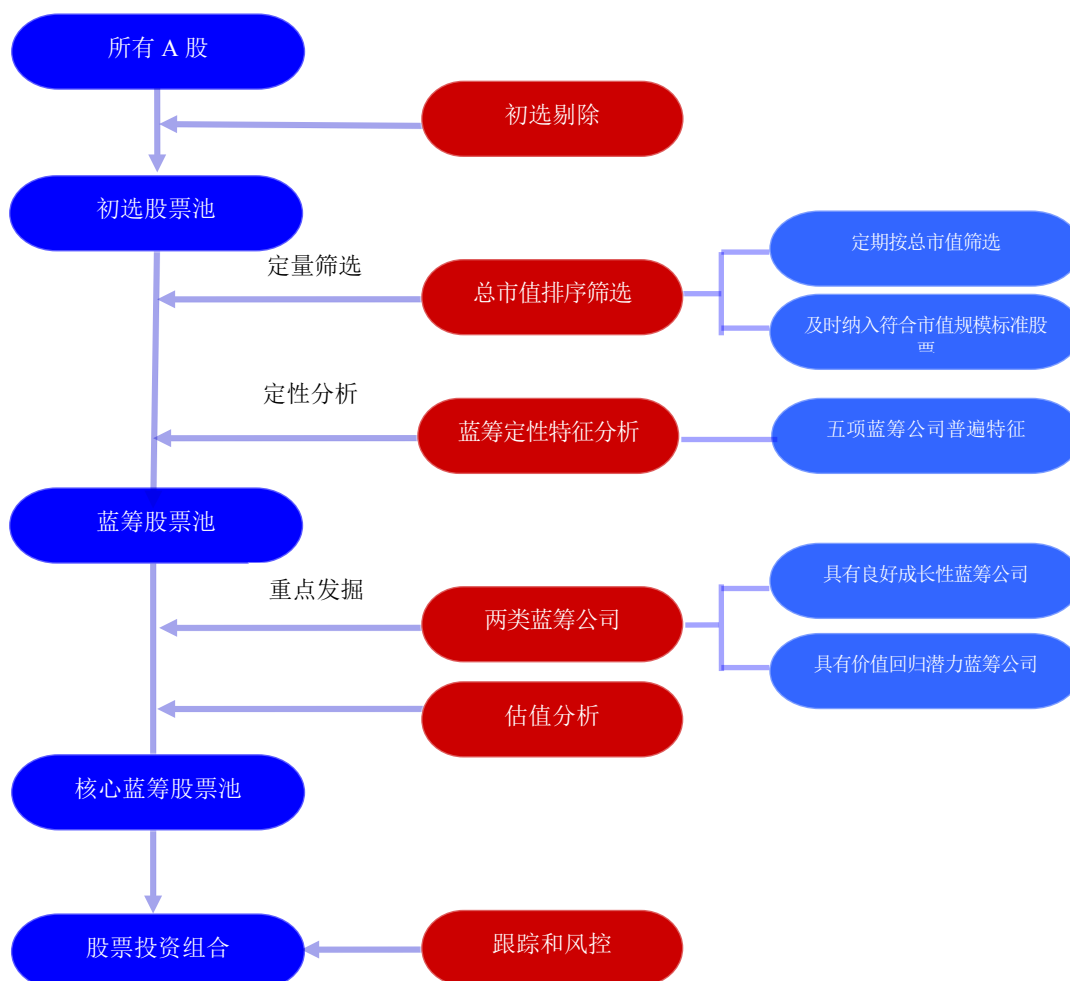 所有 A 股
初选剔除
初选股票池
定期按总市值筛选
定量筛选
总市值排序筛选
及时纳入符合市值规模标准股
票
定性分析
蓝筹定性特征分析
五项蓝筹公司普遍特征
蓝筹股票池
具有良好成长性蓝筹公司
重点发掘
两类蓝筹公司
具有价值回归潜力蓝筹公司
估值分析
核心蓝筹股票池
股票投资组合
跟踪和风控